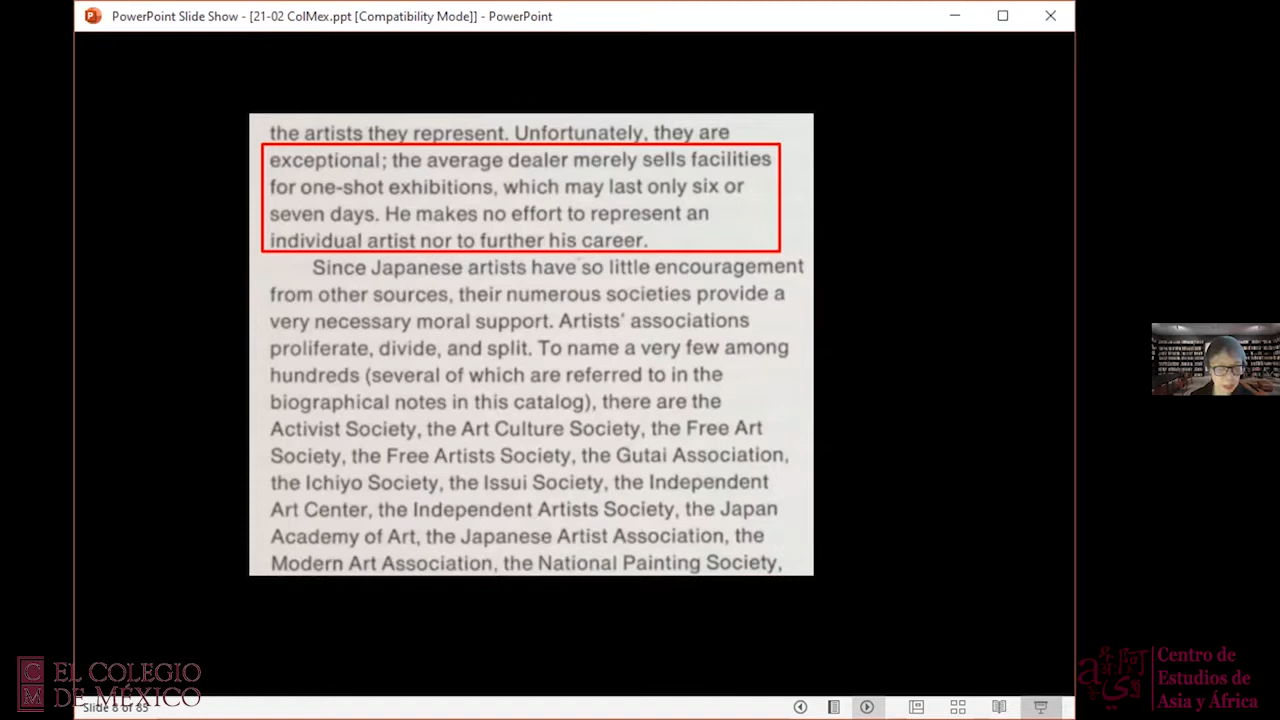 PowerPoint Slide Show - [21-02 ColMex.ppt [Compatibility Mode]] - PowerPoint
the artists they represent. Unfortunately, they are
exceptional; the average dealer merely sells facilities
for one-shot exhibitions, which may last only six or
seven days. He makes no effort to represent an
individual artist nor to further his career.
Since Japanese artists have so little encouragement
from other sources, their numerous societies provide a
very necessary moral support. Artists' associations
proliferate, divide, and split. To name a very few among
hundreds (several of which are referred to in the
biographical notes in this catalog), there are the
Activist Society, the Art Culture Society, the Free Art
Society, the Free Artists Society, the Gutai Association,
the Ichiyo Society, the Issui Society, the Independent
Art Center, the Independent Artists Society, the Japan
Academy of Art, the Japanese Artist Association, the
Modern Art Association, the National Painting Society,
C M
EL COLEGIO
DE MÉXICO
Slide 8 of 85
Centro de
Estudios de
Asia y África